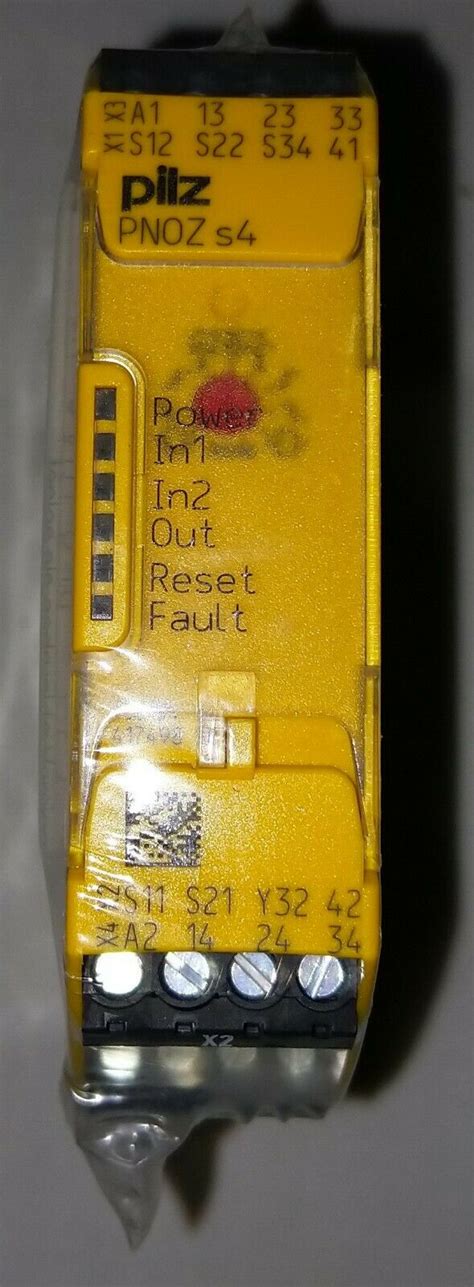 X3 A1 13 23 33
X1 S12 S22 S34 41
pilz
PNOZ s4
Power
In1
In2
Out
Reset
Fault
X2 S11 S21 Y32 42
X4 A2 14 24 34
X2